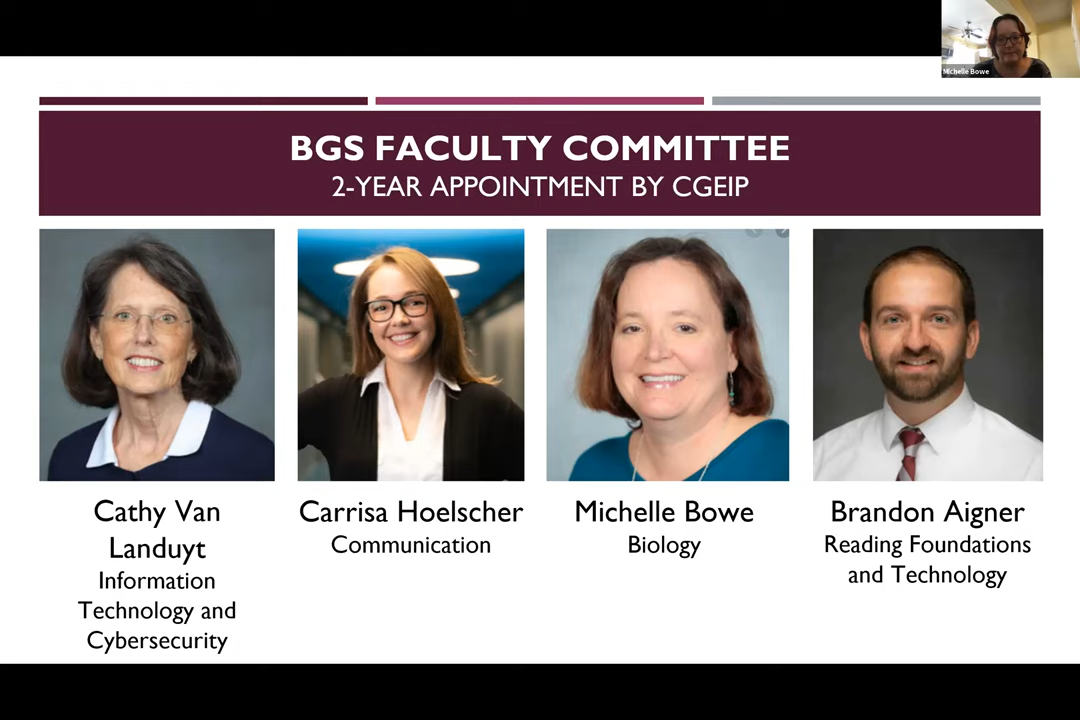 Michelle Bowe
BGS FACULTY COMMITTEE
2-YEAR APPOINTMENT BY CGEIP
Cathy Van
Landuyt
Information
Technology and
Cybersecurity
Carrisa Hoelscher
Communication
Michelle Bowe
Biology
Brandon Aigner
Reading Foundations
and Technology